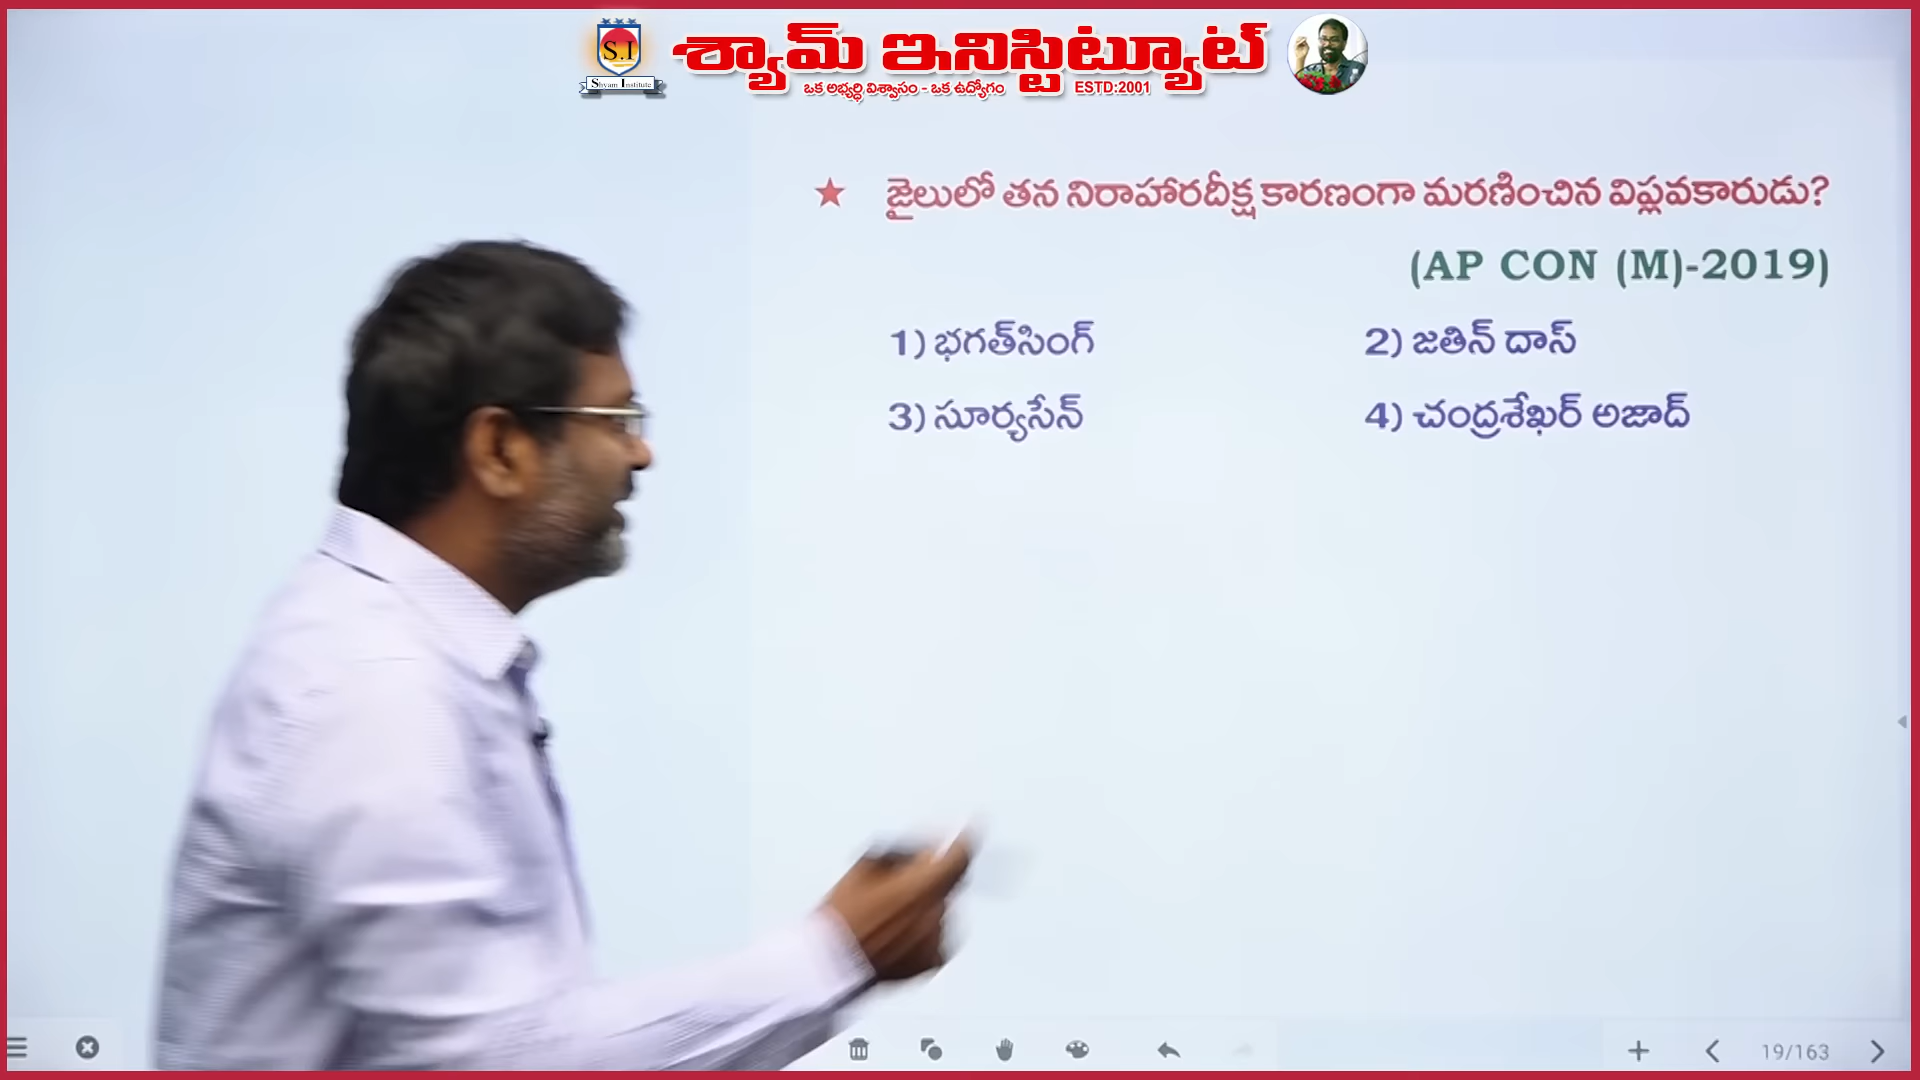 S.I
Shyam Institute
శ్యామ్ ఇనిస్టిట్యూట్
ఒక అభ్యర్ధి విశ్వాసం - ఒక ఉద్యోగం ESTD:2001
★ జైలులో తన నిరాహారదీక్ష కారణంగా మరణించిన విప్లవకారుడు?
(AP CON (M)-2019)
1) భగత్‌సింగ్ 2) జతిన్ దాస్
3) సూర్యసేన్ 4) చంద్రశేఖర్ అజాద్
19/163